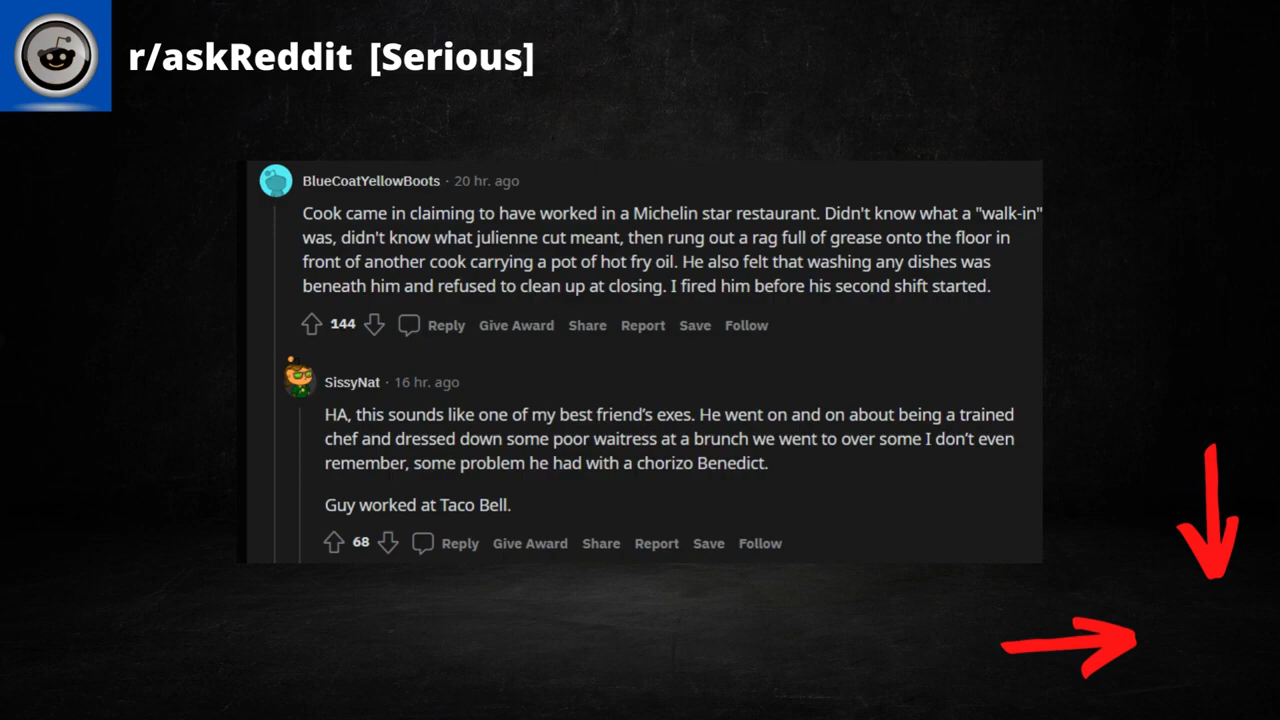 r/askReddit [Serious]
BlueCoatYellowBoots · 20 hr. ago
Cook came in claiming to have worked in a Michelin star restaurant. Didn't know what a "walk-in"
was, didn't know what julienne cut meant, then rung out a rag full of grease onto the floor in
front of another cook carrying a pot of hot fry oil. He also felt that washing any dishes was
beneath him and refused to clean up at closing. I fired him before his second shift started.
144 Reply Give Award Share Report Save Follow
SissyNat · 16 hr. ago
HA, this sounds like one of my best friend’s exes. He went on and on about being a trained
chef and dressed down some poor waitress at a brunch we went to over some I don’t even
remember, some problem he had with a chorizo Benedict.
Guy worked at Taco Bell.
68 Reply Give Award Share Report Save Follow